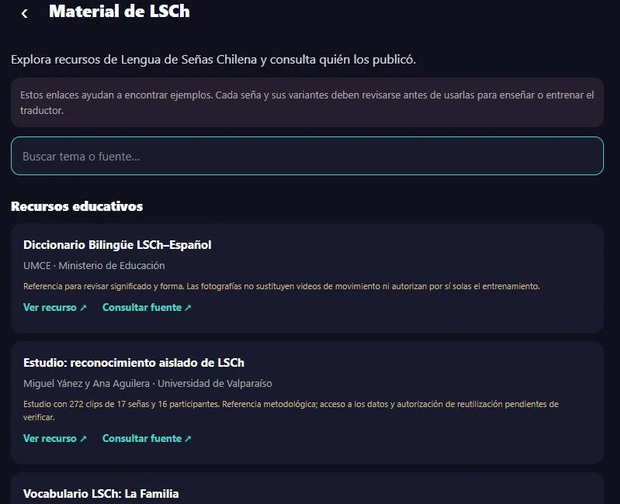 Material de LSCh
Explora recursos de Lengua de Señas Chilena y consulta quién los publicó.
Estos enlaces ayudan a encontrar ejemplos. Cada seña y sus variantes deben revisarse antes de usarlas para enseñar o entrenar el
traductor.
Buscar tema o fuente...
Recursos educativos
Diccionario Bilingüe LSCh–Español
UMCE · Ministerio de Educación
Referencia para revisar significado y forma. Las fotografías no sustituyen videos de movimiento ni autorizan por sí solas el entrenamiento.
Ver recurso ↗ Consultar fuente ↗
Estudio: reconocimiento aislado de LSCh
Miguel Yánez y Ana Aguilera · Universidad de Valparaíso
Estudio con 272 clips de 17 señas y 16 participantes. Referencia metodológica; acceso a los datos y autorización de reutilización pendientes de
verificar.
Ver recurso ↗ Consultar fuente ↗
Vocabulario LSCh: La Familia